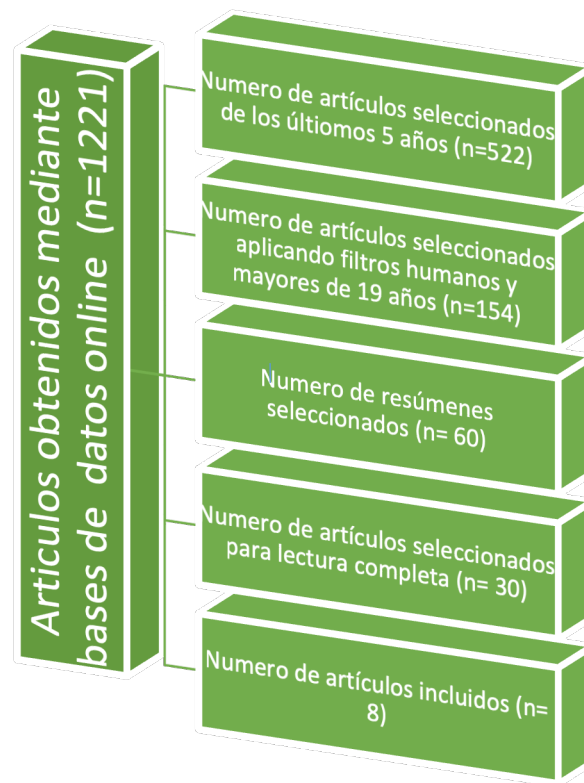 Articulos obtenidos mediante
bases de datos online (n=1221)
Numero de artículos seleccionados
de los últiomos 5 años (n=522)
Numero de artículos seleccionados
aplicando filtros humanos y
mayores de 19 años (n=154)
Numero de resúmenes
seleccionados (n= 60)
Numero de artículos seleccionados
para lectura completa (n= 30)
Numero de artículos incluidos (n=
8)